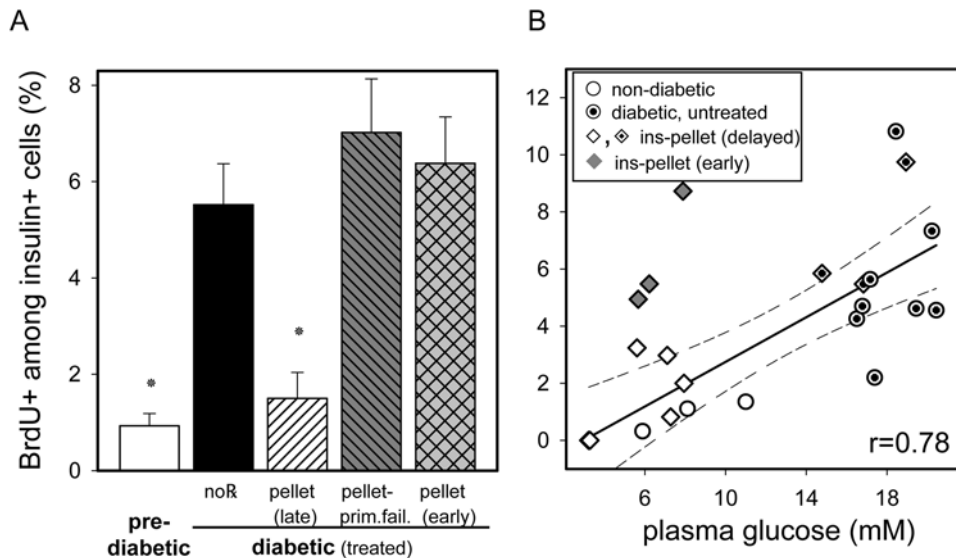 A
BrdU+ among insulin+ cells (%)
8
6
4
2
0
*
*
no℞
pellet
(late)
pellet-
prim.fail.
pellet
(early)
pre-
diabetic
diabetic (treated)
B
non-diabetic
diabetic, untreated
, ins-pellet (delayed)
ins-pellet (early)
12
10
8
6
4
2
0
r=0.78
6 10 14 18
plasma glucose (mM)